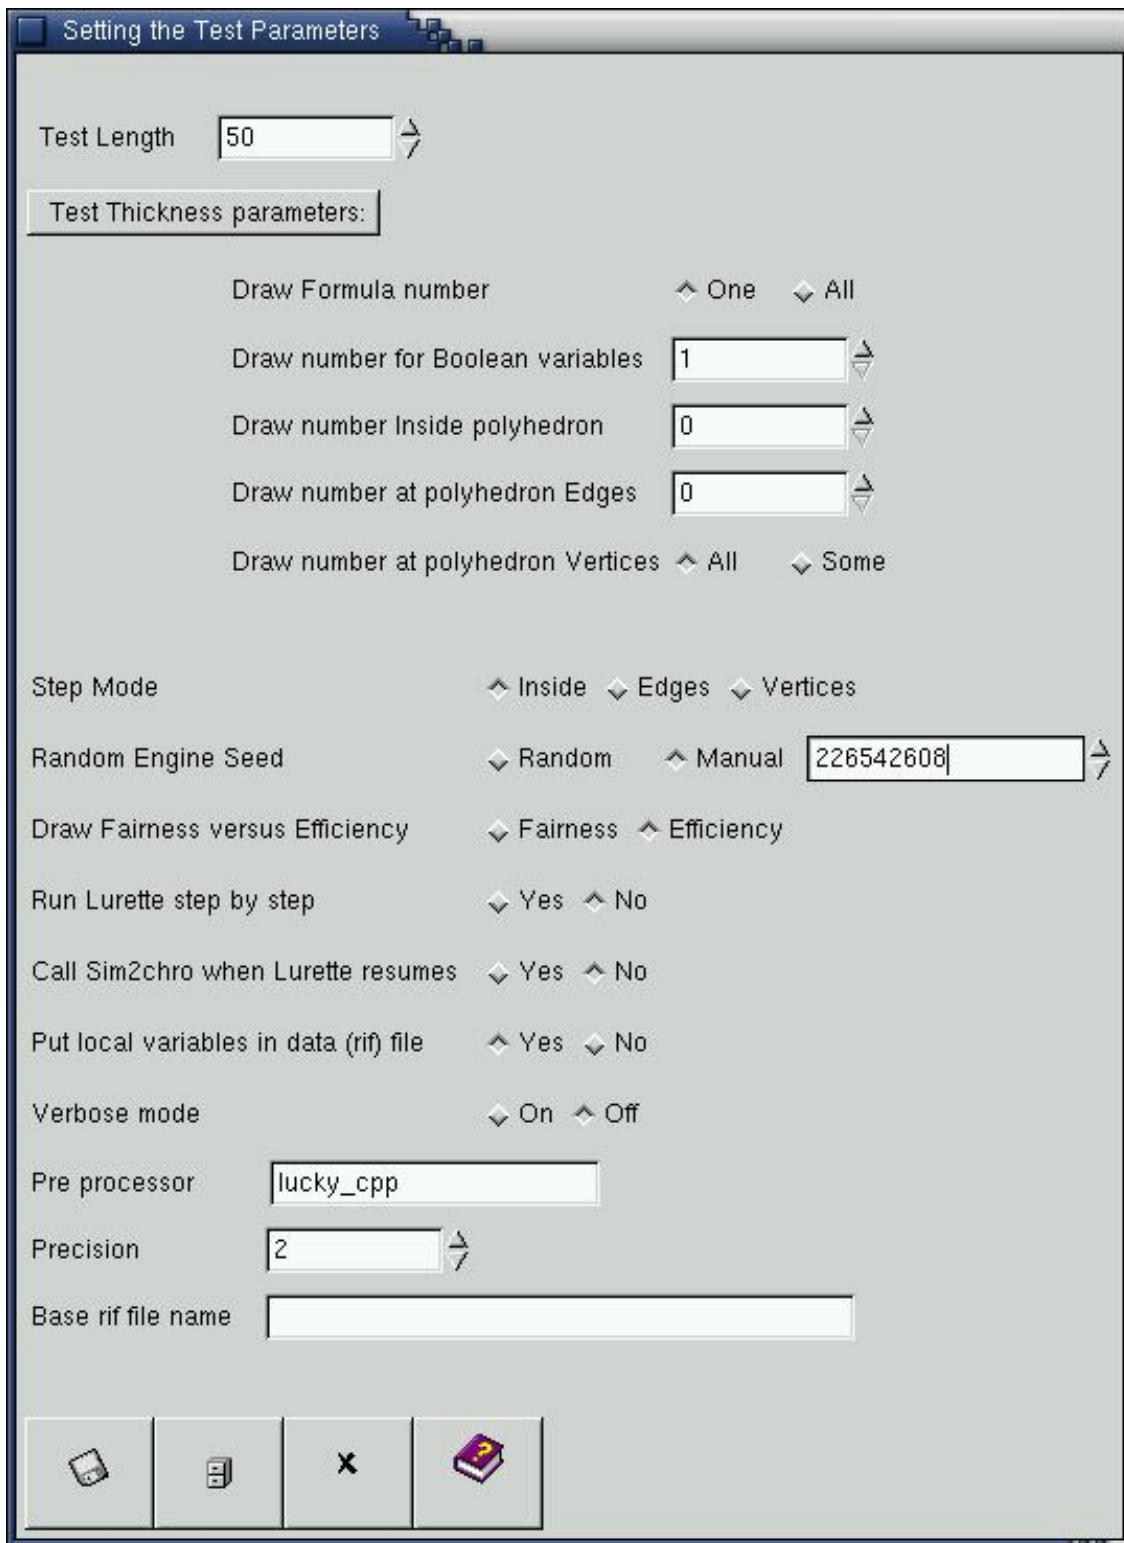 Setting the Test Parameters
Test Length 50
Test Thickness parameters:
Draw Formula number One All
Draw number for Boolean variables 1
Draw number Inside polyhedron 0
Draw number at polyhedron Edges 0
Draw number at polyhedron Vertices All Some
Step Mode Inside Edges Vertices
Random Engine Seed Random Manual 226542608
Draw Fairness versus Efficiency Fairness Efficiency
Run Lurette step by step Yes No
Call Sim2chro when Lurette resumes Yes No
Put local variables in data (rif) file Yes No
Verbose mode On Off
Pre processor lucky_cpp
Precision 2
Base rif file name
?